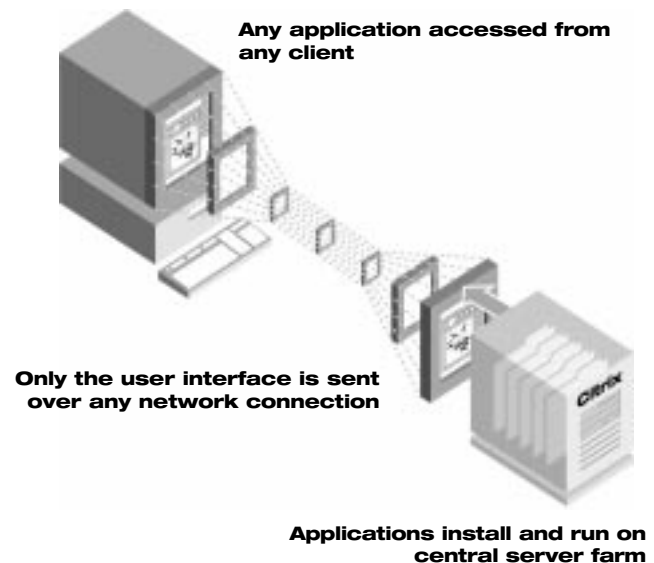 Any application accessed from
any client
Only the user interface is sent
over any network connection
CITRIX
Applications install and run on
central server farm